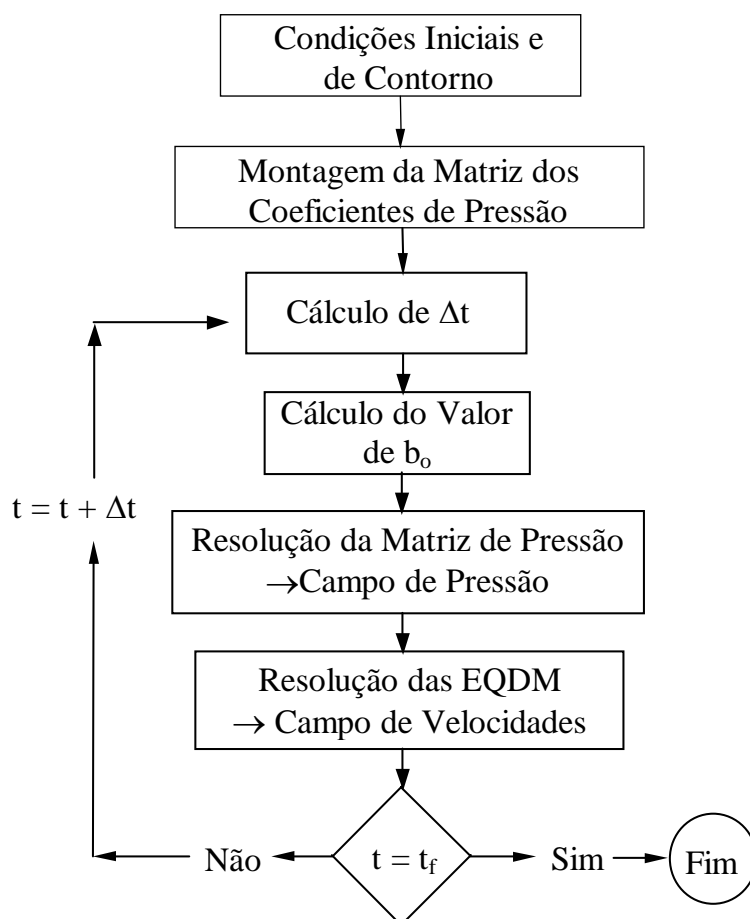 Condições Iniciais e
de Contorno
Montagem da Matriz dos
Coeficientes de Pressão
Cálculo de Δt
Cálculo do Valor
de bₒ
t = t + Δt
Resolução da Matriz de Pressão
→Campo de Pressão
Resolução das EQDM
→ Campo de Velocidades
Não
t = t_f
Sim
Fim